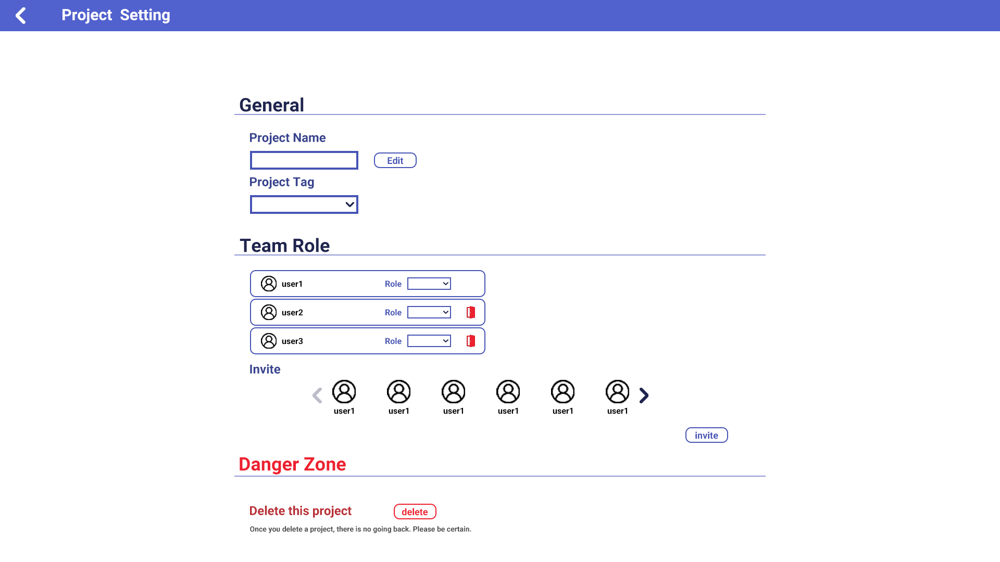 Project Setting
General
Project Name
Edit
Project Tag
Team Role
user1 Role
user2 Role
user3 Role
Invite
user1 user1 user1 user1 user1 user1
invite
Danger Zone
Delete this project delete
Once you delete a project, there is no going back. Please be certain.